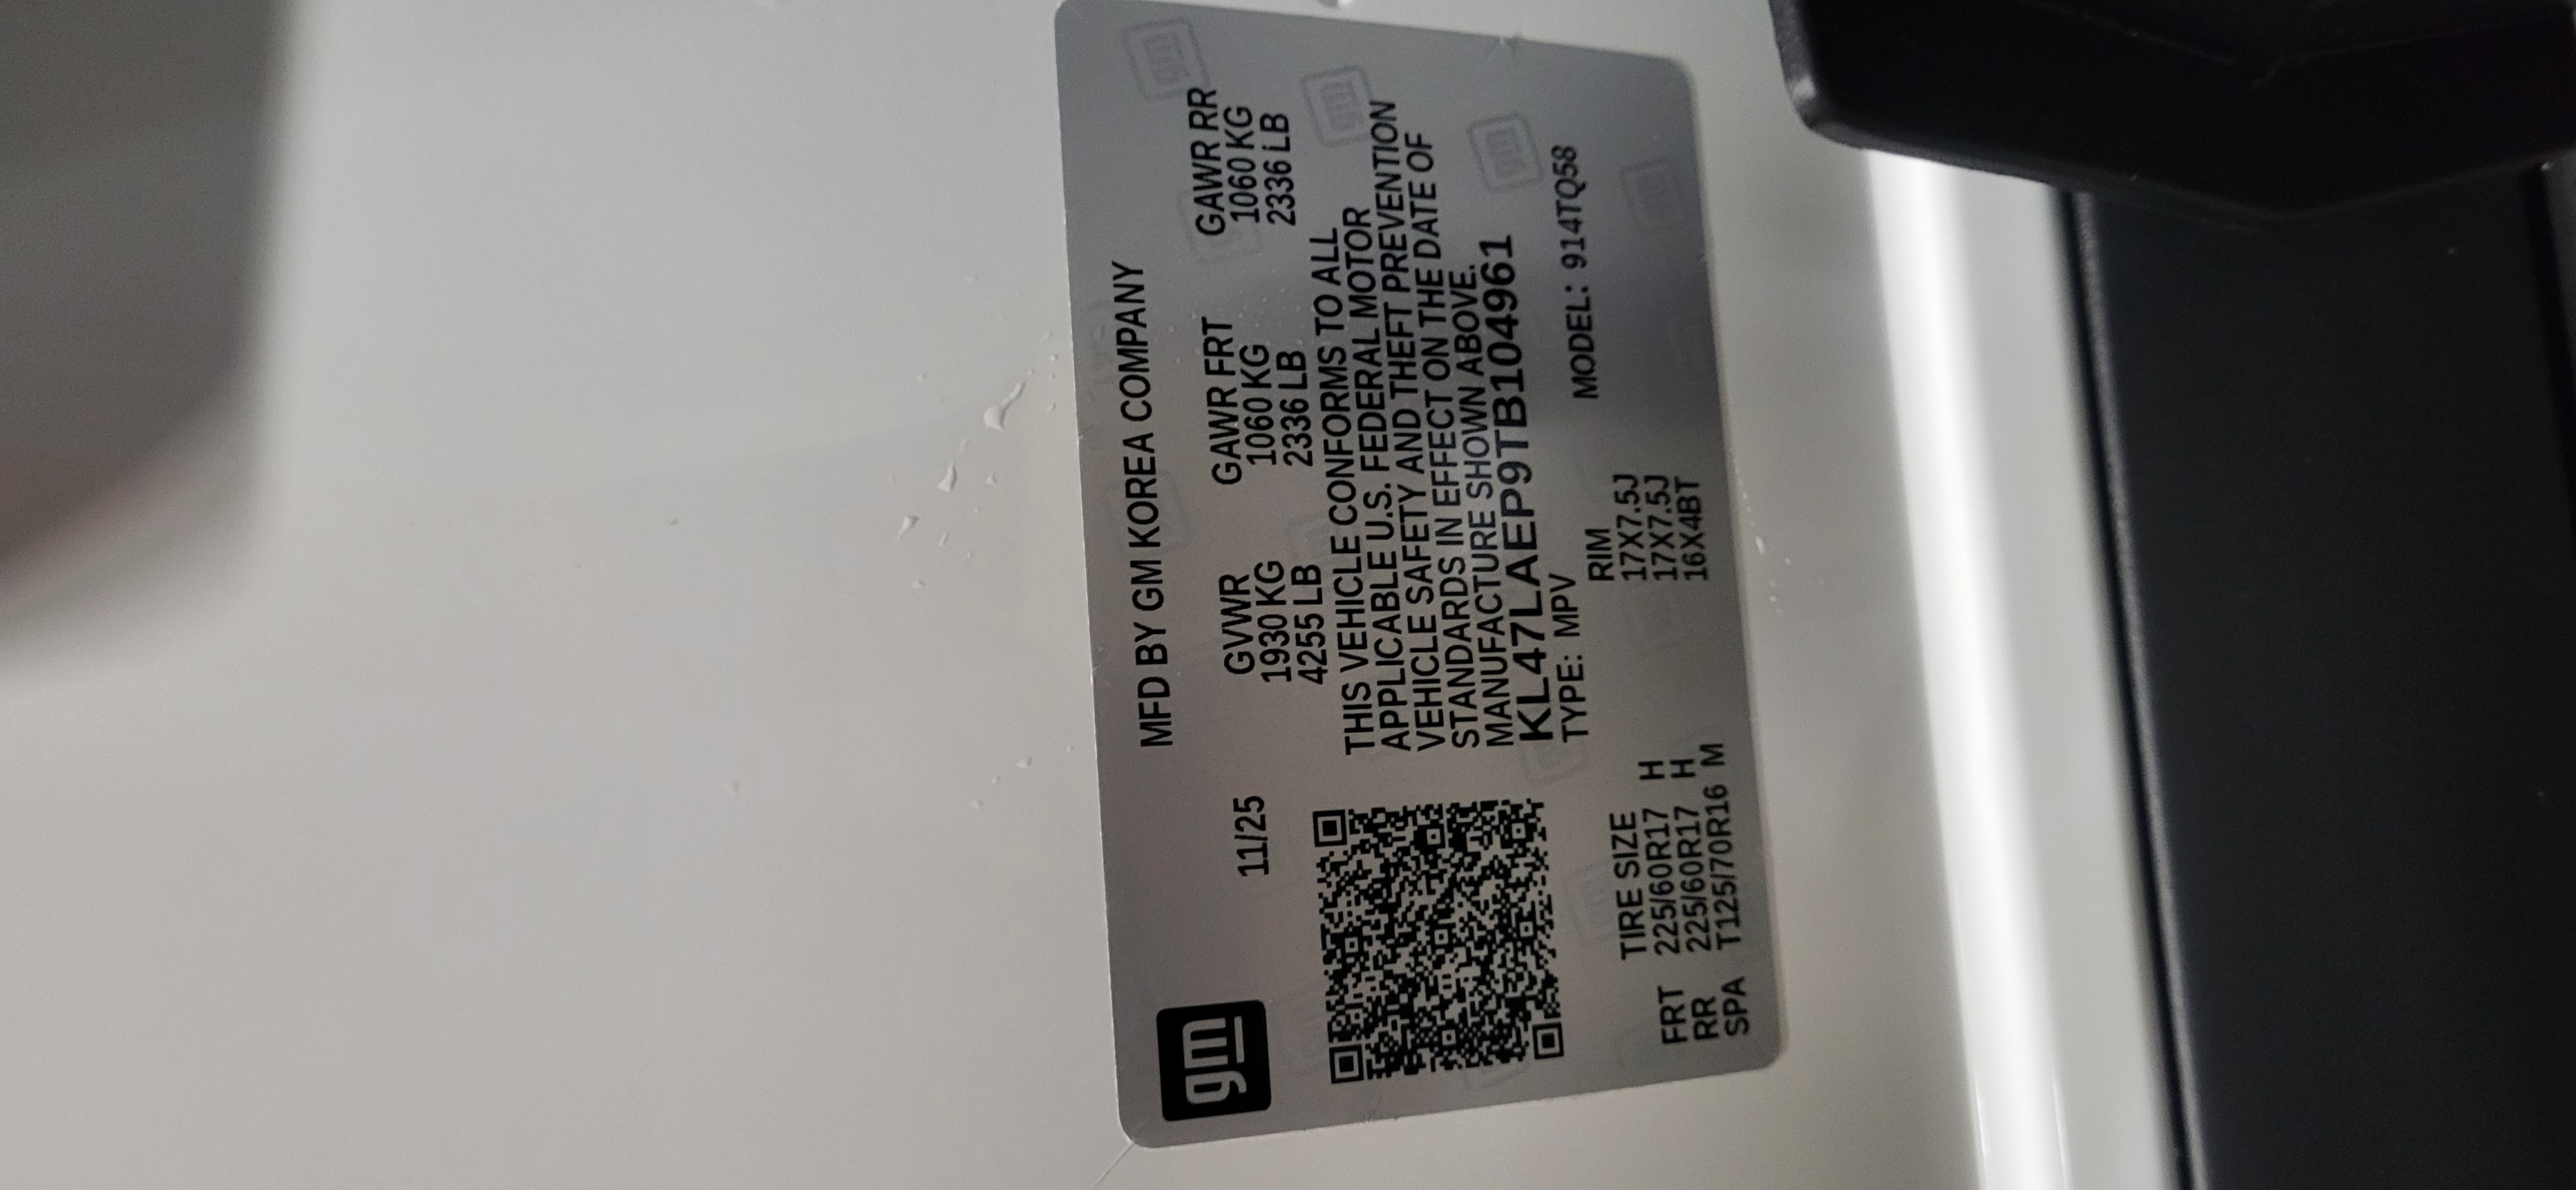 gm
MFD BY GM KOREA COMPANY
11/25
GVWR GAWR FRT GAWR RR
1930 KG 1060 KG 1060 KG
4255 LB 2336 LB 2336 LB
THIS VEHICLE CONFORMS TO ALL
APPLICABLE U.S. FEDERAL MOTOR
VEHICLE SAFETY AND THEFT PREVENTION
STANDARDS IN EFFECT ON THE DATE OF
MANUFACTURE SHOWN ABOVE.
KL47LAEP9TB104961
TYPE: MPV MODEL: 914TQ58
TIRE SIZE RIM
FRT 225/60R17 H 17X7.5J
RR 225/60R17 H 17X7.5J
SPA T125/70R16 M 16X4BT